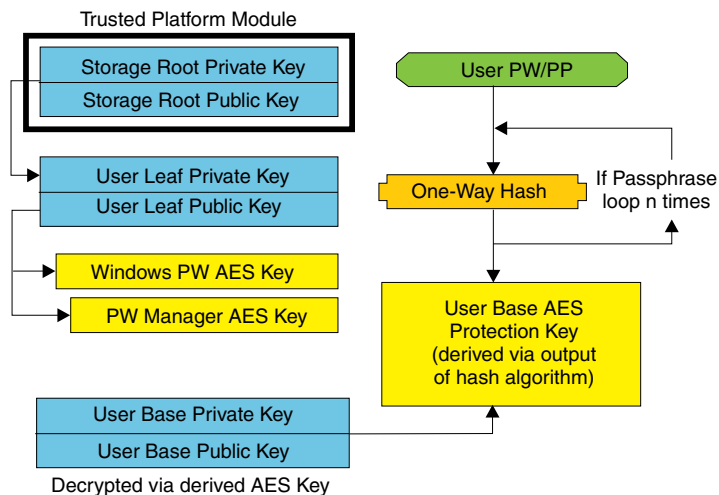 Trusted Platform Module
Storage Root Private Key
Storage Root Public Key
User Leaf Private Key
User Leaf Public Key
Windows PW AES Key
PW Manager AES Key
User Base Private Key
User Base Public Key
Decrypted via derived AES Key
User PW/PP
One-Way Hash
If Passphrase
loop n times
User Base AES
Protection Key
(derived via output
of hash algorithm)